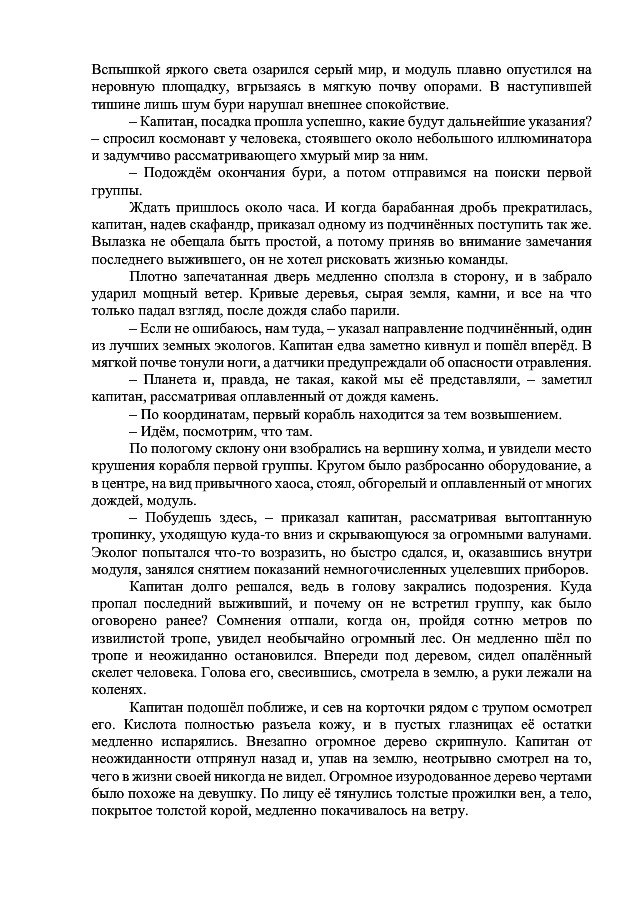 Вспышкой яркого света озарился серый мир, и модуль плавно опустился на
неровную площадку, вгрызаясь в мягкую почву опорами. В наступившей
тишине лишь шум бури нарушал внешнее спокойствие.
– Капитан, посадка прошла успешно, какие будут дальнейшие указания?
– спросил космонавт у человека, стоявшего около небольшого иллюминатора
и задумчиво рассматривающего хмурый мир за ним.
– Подождём окончания бури, а потом отправимся на поиски первой
группы.
Ждать пришлось около часа. И когда барабанная дробь прекратилась,
капитан, надев скафандр, приказал одному из подчинённых поступить так же.
Вылазка не обещала быть простой, а потому приняв во внимание замечания
последнего выжившего, он не хотел рисковать жизнью команды.
Плотно запечатанная дверь медленно сползла в сторону, и в забрало
ударил мощный ветер. Кривые деревья, сырая земля, камни, и все на что
только падал взгляд, после дождя слабо парили.
– Если не ошибаюсь, нам туда, – указал направление подчинённый, один
из лучших земных экологов. Капитан едва заметно кивнул и пошёл вперёд. В
мягкой почве тонули ноги, а датчики предупреждали об опасности отравления.
– Планета и, правда, не такая, какой мы её представляли, – заметил
капитан, рассматривая оплавленный от дождя камень.
– По координатам, первый корабль находится за тем возвышением.
– Идём, посмотрим, что там.
По пологому склону они взобрались на вершину холма, и увидели место
крушения корабля первой группы. Кругом было разбросанно оборудование, а
в центре, на вид привычного хаоса, стоял, обгорелый и оплавленный от многих
дождей, модуль.
– Побудешь здесь, – приказал капитан, рассматривая вытоптанную
тропинку, уходящую куда-то вниз и скрывающуюся за огромными валунами.
Эколог попытался что-то возразить, но быстро сдался, и, оказавшись внутри
модуля, занялся снятием показаний немногочисленных уцелевших приборов.
Капитан долго решался, ведь в голову закрались подозрения. Куда
пропал последний выживший, и почему он не встретил группу, как было
оговорено ранее? Сомнения отпали, когда он, пройдя сотню метров по
извилистой тропе, увидел необычайно огромный лес. Он медленно шёл по
тропе и неожиданно остановился. Впереди под деревом, сидел опалённый
скелет человека. Голова его, свесившись, смотрела в землю, а руки лежали на
коленях.
Капитан подошёл поближе, и сев на корточки рядом с трупом осмотрел
его. Кислота полностью разъела кожу, и в пустых глазницах её остатки
медленно испарялись. Внезапно огромное дерево скрипнуло. Капитан от
неожиданности отпрянул назад и, упав на землю, неотрывно смотрел на то,
чего в жизни своей никогда не видел. Огромное изуродованное дерево чертами
было похоже на девушку. По лицу её тянулись толстые прожилки вен, а тело,
покрытое толстой корой, медленно покачивалось на ветру.